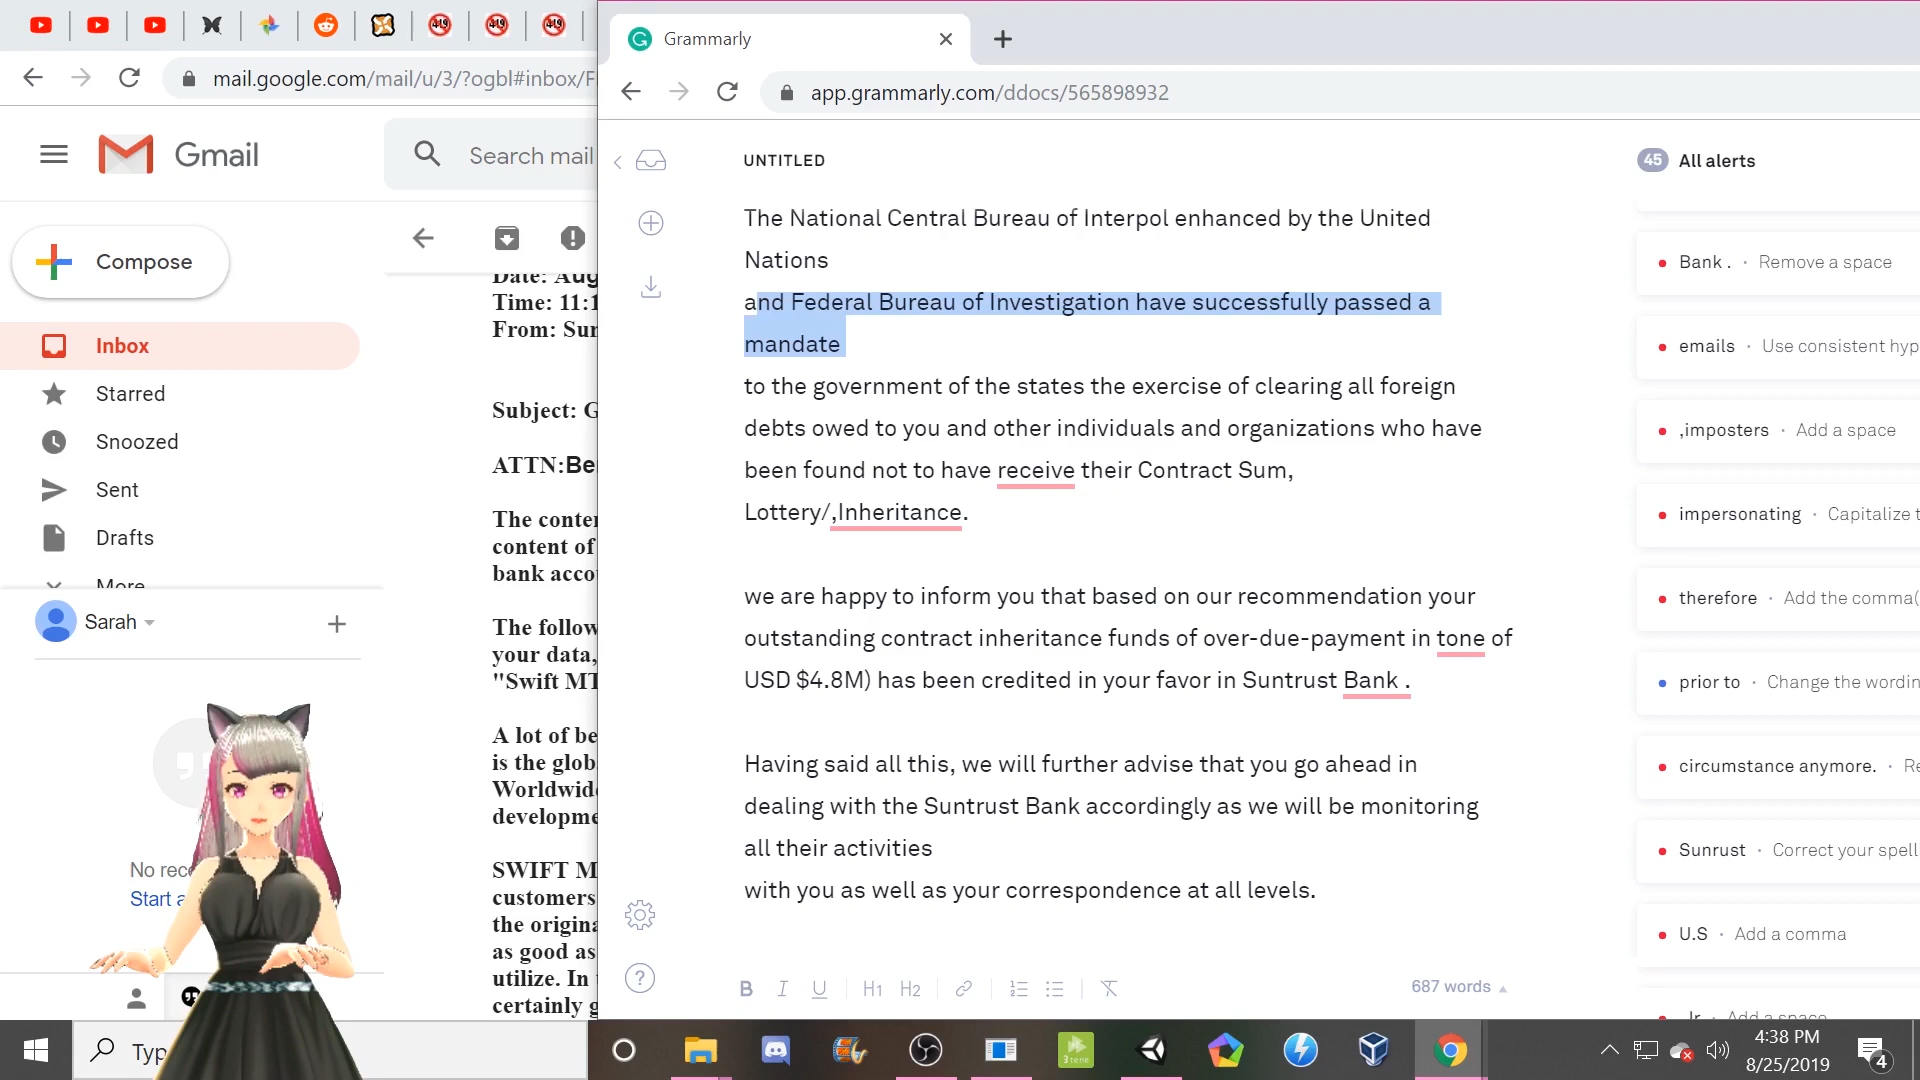 Grammarly
mail.google.com/mail/u/3/?ogbl#inbox/F
app.grammarly.com/ddocs/565898932
Gmail
Search mail
Compose
Inbox
Starred
Snoozed
Sent
Drafts
More
Sarah
No rec
Start a
Date: Aug
Time: 11:1
From: Sun
Subject: G
ATTN:Be
The conte
content of
bank acco
The follow
your data,
"Swift MT
A lot of be
is the glob
Worldwide
developme
SWIFT M
customers
the origina
as good as
utilize. In
certainly g
UNTITLED
The National Central Bureau of Interpol enhanced by the United
Nations
and Federal Bureau of Investigation have successfully passed a
mandate
to the government of the states the exercise of clearing all foreign
debts owed to you and other individuals and organizations who have
been found not to have receive their Contract Sum,
Lottery/,Inheritance.
we are happy to inform you that based on our recommendation your
outstanding contract inheritance funds of over-due-payment in tone of
USD $4.8M) has been credited in your favor in Suntrust Bank .
Having said all this, we will further advise that you go ahead in
dealing with the Suntrust Bank accordingly as we will be monitoring
all their activities
with you as well as your correspondence at all levels.
B I U H1 H2
687 words
45 All alerts
Bank . · Remove a space
emails · Use consistent hyp
,imposters · Add a space
impersonating · Capitalize t
therefore · Add the comma(
prior to · Change the wordin
circumstance anymore. · Re
Sunrust · Correct your spell
U.S · Add a comma
Jr · Add a space
Typ
3tene
4:38 PM
8/25/2019
4